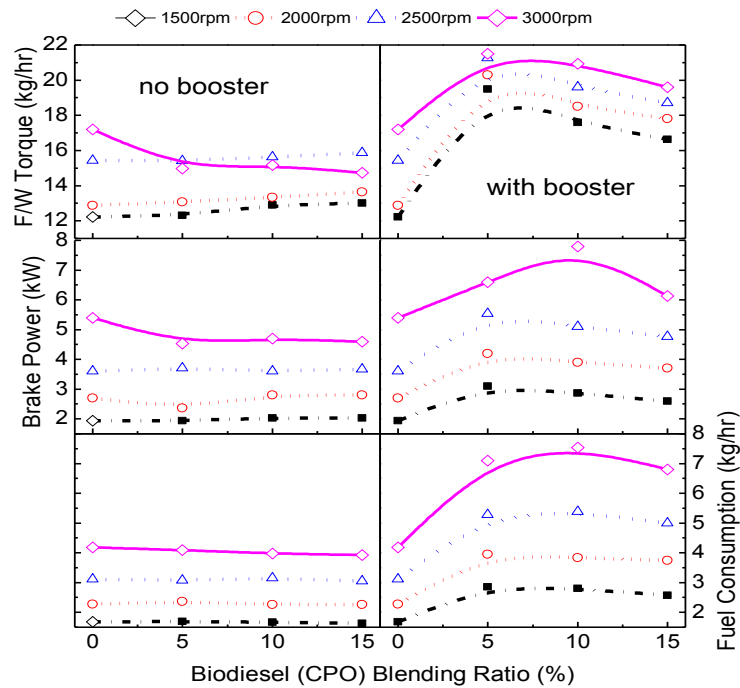 1500rpm 2000rpm 2500rpm 3000rpm
F/W Torque (kg/hr)
22
20
18
16
14
12
no booster
with booster
Brake Power (kW)
8
7
6
5
4
3
2
Fuel Consumption (kg/hr)
8
7
6
5
4
3
2
0 5 10 15 0 5 10 15
Biodiesel (CPO) Blending Ratio (%)